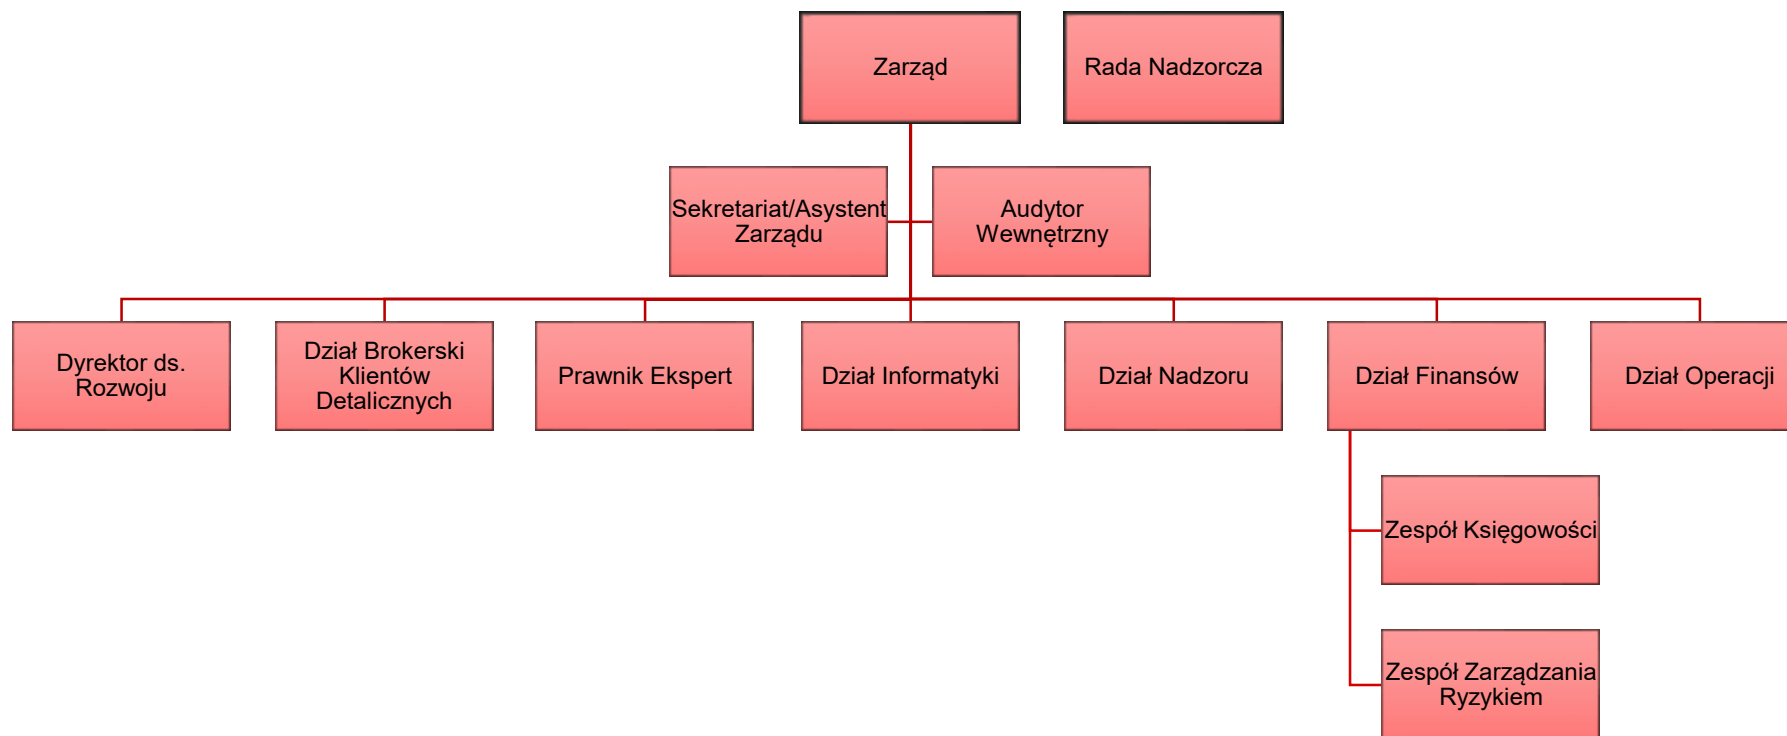 Zarząd
Rada Nadzorcza
Sekretariat/Asystent
Zarządu
Audytor
Wewnętrzny
Dyrektor ds.
Rozwoju
Dział Brokerski
Klientów
Detalicznych
Prawnik Ekspert
Dział Informatyki
Dział Nadzoru
Dział Finansów
Dział Operacji
Zespół Księgowości
Zespół Zarządzania
Ryzykiem